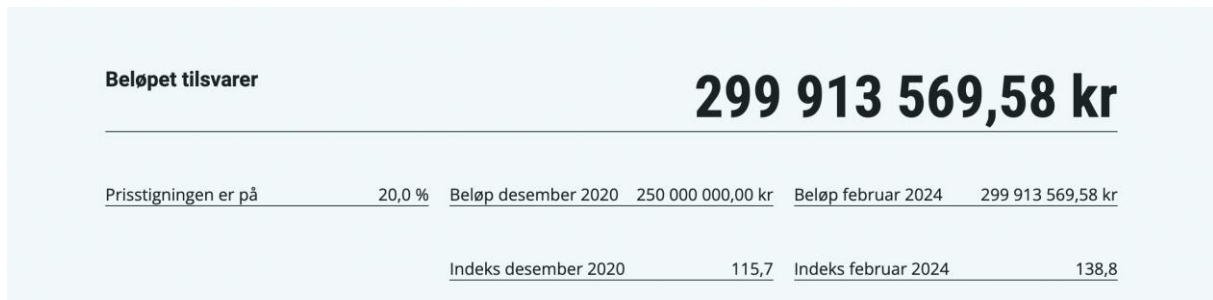 Beløpet tilsvarer
299 913 569,58 kr
Prisstigningen er på 20,0 % Beløp desember 2020 250 000 000,00 kr Beløp februar 2024 299 913 569,58 kr
Indeks desember 2020 115,7 Indeks februar 2024 138,8